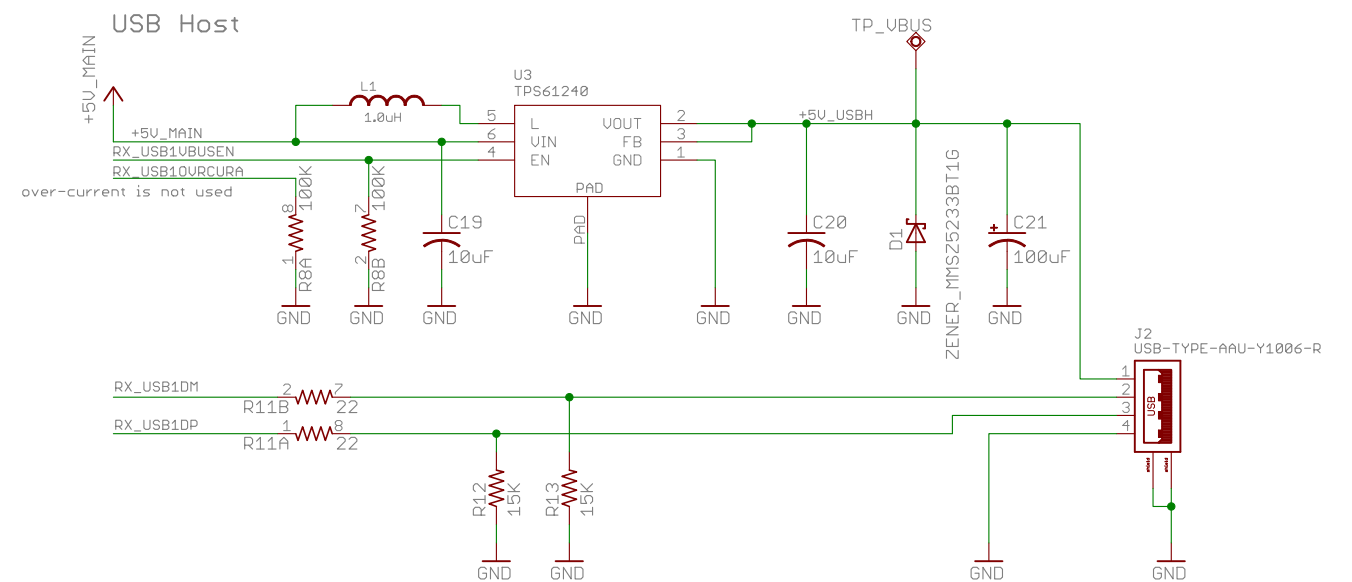 USB Host
+5V_MAIN
TP_VBUS
L1
1.0uH
U3
TPS61240
5
6
4
L
VIN
EN
VOUT
FB
GND
PAD
2
3
1
PAD
+5V_MAIN
RX_USB1VBUSEN
RX_USB1OVRCURA
over-current is not used
+5V_USBH
8
100K
1
R8A
7
100K
2
R8B
C19
10uF
C20
10uF
D1
ZENER_MMSZ5233BT1G
+
C21
100uF
GND
GND
GND
GND
GND
GND
GND
GND
J2
USB-TYPE-AAU-Y1006-R
1
2
3
4
USB
shield
shield
RX_USB1DM
2
7
R11B
22
RX_USB1DP
1
8
R11A
22
R12
15K
R13
15K
GND
GND
GND
GND